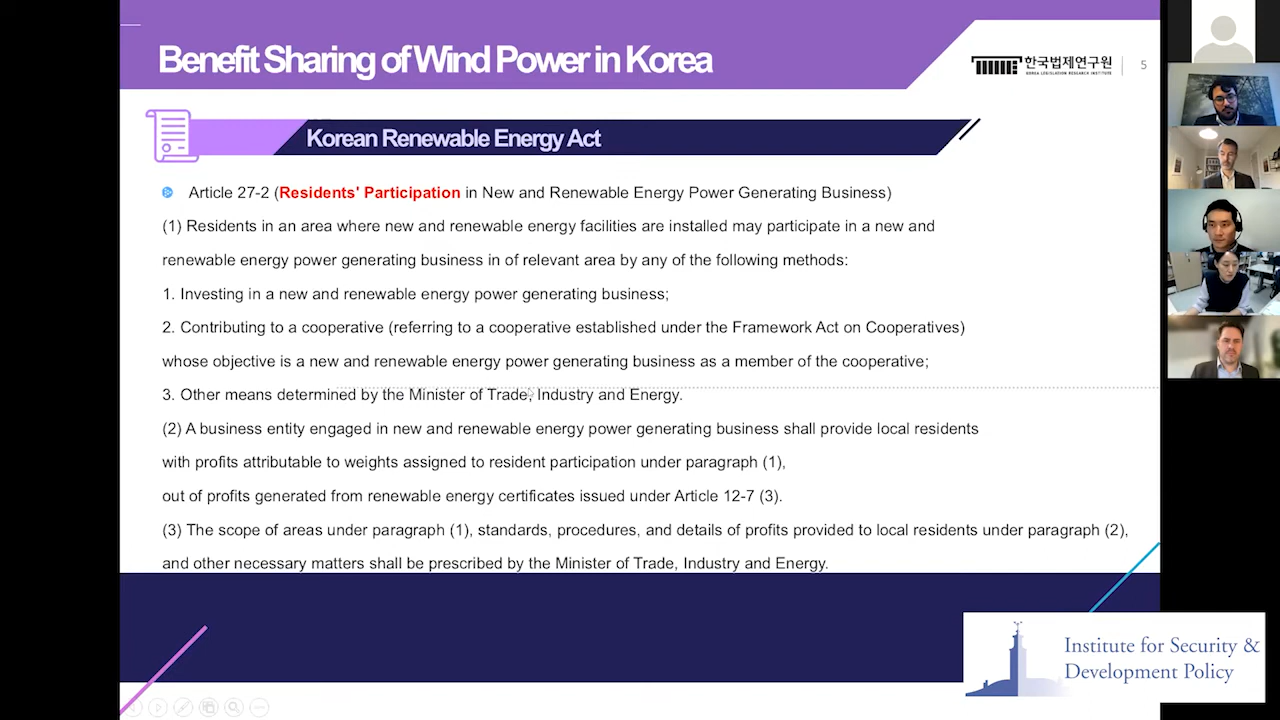 Benefit Sharing of Wind Power in Korea
한국법제연구원
KOREA LEGISLATION RESEARCH INSTITUTE
5
Korean Renewable Energy Act
Article 27-2 (Residents' Participation in New and Renewable Energy Power Generating Business)
(1) Residents in an area where new and renewable energy facilities are installed may participate in a new and
renewable energy power generating business in of relevant area by any of the following methods:
1. Investing in a new and renewable energy power generating business;
2. Contributing to a cooperative (referring to a cooperative established under the Framework Act on Cooperatives)
whose objective is a new and renewable energy power generating business as a member of the cooperative;
3. Other means determined by the Minister of Trade, Industry and Energy.
(2) A business entity engaged in new and renewable energy power generating business shall provide local residents
with profits attributable to weights assigned to resident participation under paragraph (1),
out of profits generated from renewable energy certificates issued under Article 12-7 (3).
(3) The scope of areas under paragraph (1), standards, procedures, and details of profits provided to local residents under paragraph (2),
and other necessary matters shall be prescribed by the Minister of Trade, Industry and Energy.
Institute for Security &
Development Policy